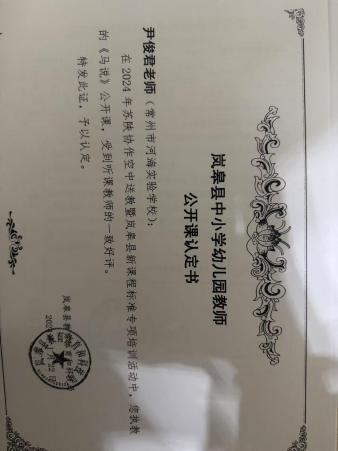 岚皋县中小学幼儿园教师
公开课认定书
尹俊君老师（常州市河海实验学校）：
在2024年苏陕协作空中送教暨岚皋县新课程标准专项培训活动中，您执教
的《马说》公开课，受到听课教师的一致好评。
特发此证，予以认定。
岚皋县教